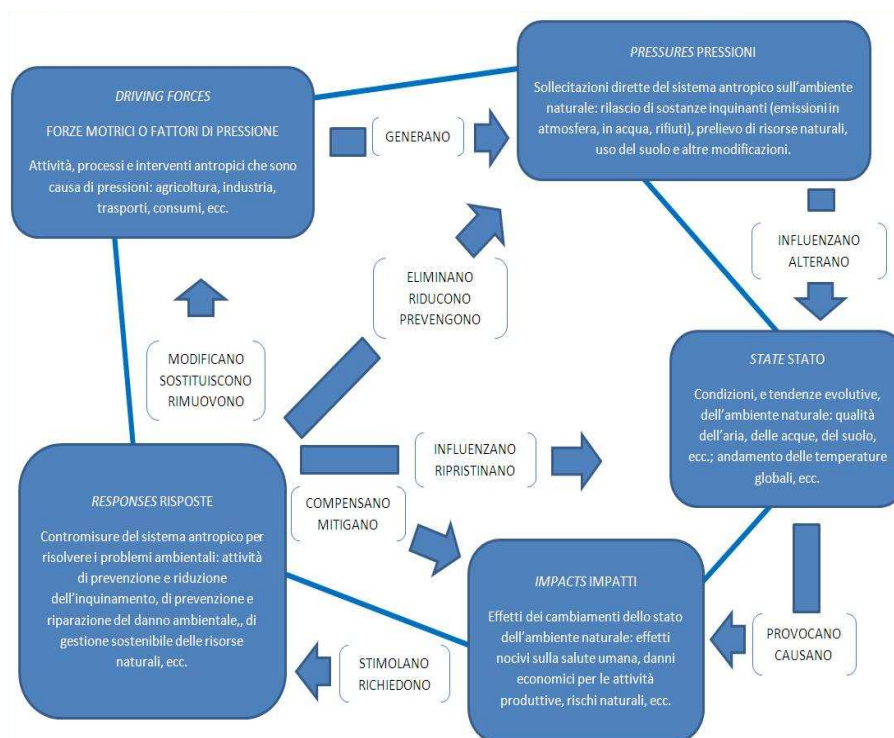 DRIVING FORCES
FORZE MOTRICI O FATTORI DI PRESSIONE
Attività, processi e interventi antropici che sono
causa di pressioni: agricoltura, industria,
trasporti, consumi, ecc.
GENERANO
PRESSURES PRESSIONI
Sollecitazioni dirette del sistema antropico sull’ambiente
naturale: rilascio di sostanze inquinanti (emissioni in
atmosfera, in acqua, rifiuti), prelievo di risorse naturali,
uso del suolo e altre modificazioni.
INFLUENZANO
ALTERANO
ELIMINANO
RIDUCONO
PREVENGONO
MODIFICANO
SOSTITUISCONO
RIMUOVONO
STATE STATO
Condizioni, e tendenze evolutive,
dell’ambiente naturale: qualità
dell’aria, delle acque, del suolo,
ecc.; andamento delle temperature
globali, ecc.
INFLUENZANO
RIPRISTINANO
COMPENSANO
MITIGANO
RESPONSES RISPOSTE
Contromisure del sistema antropico per
risolvere i problemi ambientali: attività
di prevenzione e riduzione
dell’inquinamento, di prevenzione e
riparazione del danno ambientale,, di
gestione sostenibile delle risorse
naturali, ecc.
IMPACTS IMPATTI
Effetti dei cambiamenti dello stato
dell’ambiente naturale: effetti
nocivi sulla salute umana, danni
economici per le attività
produttive, rischi naturali, ecc.
PROVOCANO
CAUSANO
STIMOLANO
RICHIEDONO